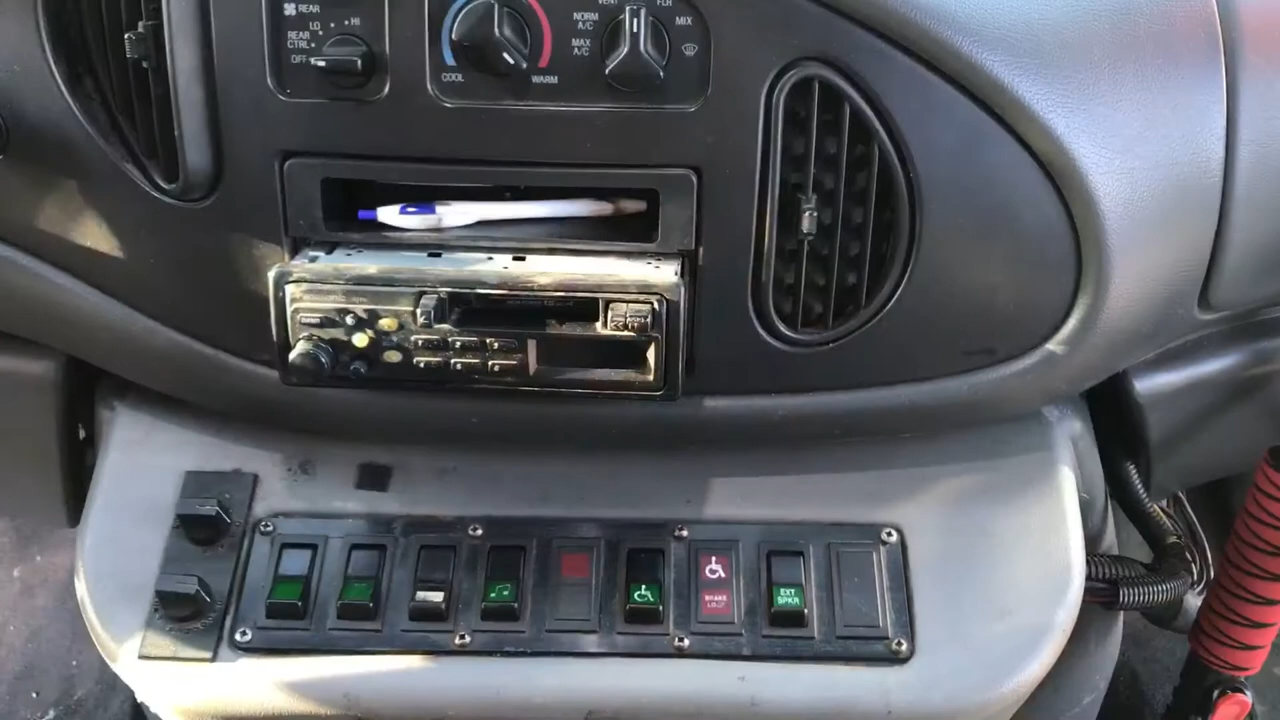 REAR
LO
HI
REAR
CTRL
OFF
COOL
WARM
VENT
FLR
NORM
A/C
MIX
MAX
A/C
EXT
SPKR
BRAKE